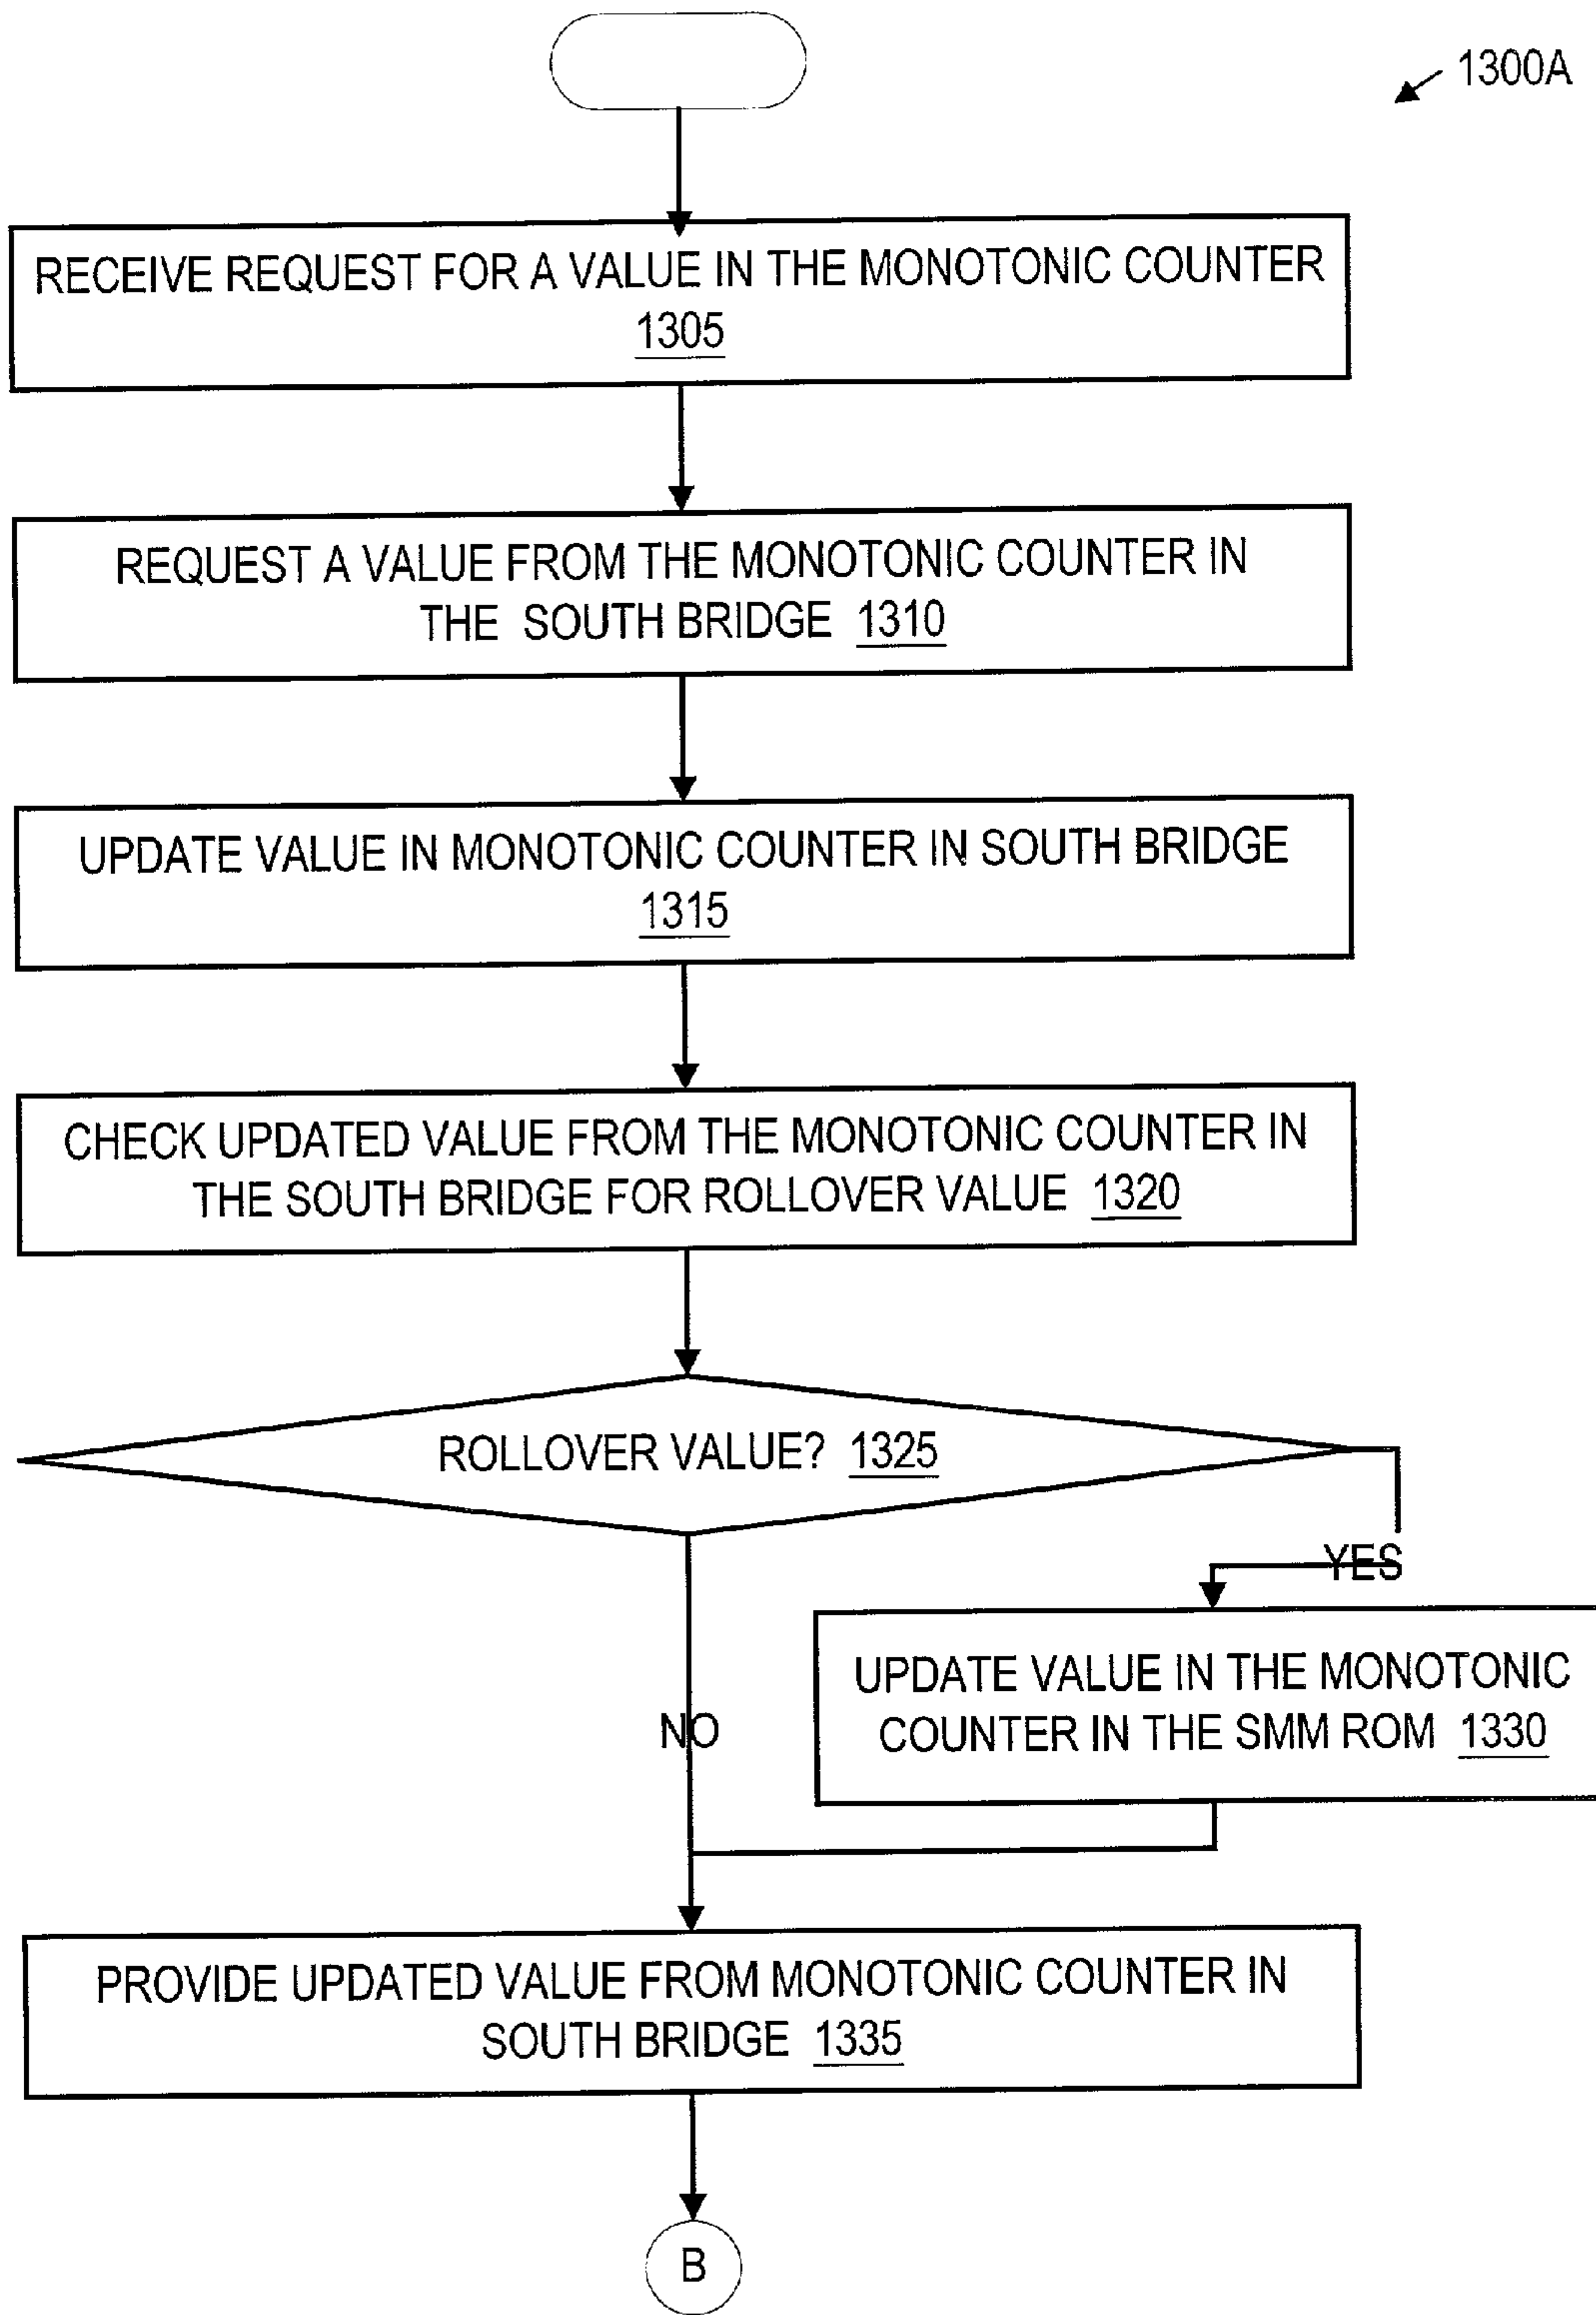 1300A
RECEIVE REQUEST FOR A VALUE IN THE MONOTONIC COUNTER
1305
REQUEST A VALUE FROM THE MONOTONIC COUNTER IN
THE SOUTH BRIDGE 1310
UPDATE VALUE IN MONOTONIC COUNTER IN SOUTH BRIDGE
1315
CHECK UPDATED VALUE FROM THE MONOTONIC COUNTER IN
THE SOUTH BRIDGE FOR ROLLOVER VALUE 1320
ROLLOVER VALUE? 1325
YES
UPDATE VALUE IN THE MONOTONIC
COUNTER IN THE SMM ROM 1330
NO
PROVIDE UPDATED VALUE FROM MONOTONIC COUNTER IN
SOUTH BRIDGE 1335
B